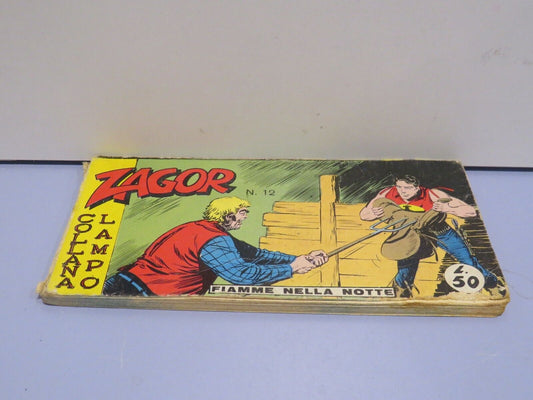 ZAGOR
N. 12
COLLANA
LAMPO
FIAMME NELLA NOTTE
L. 50